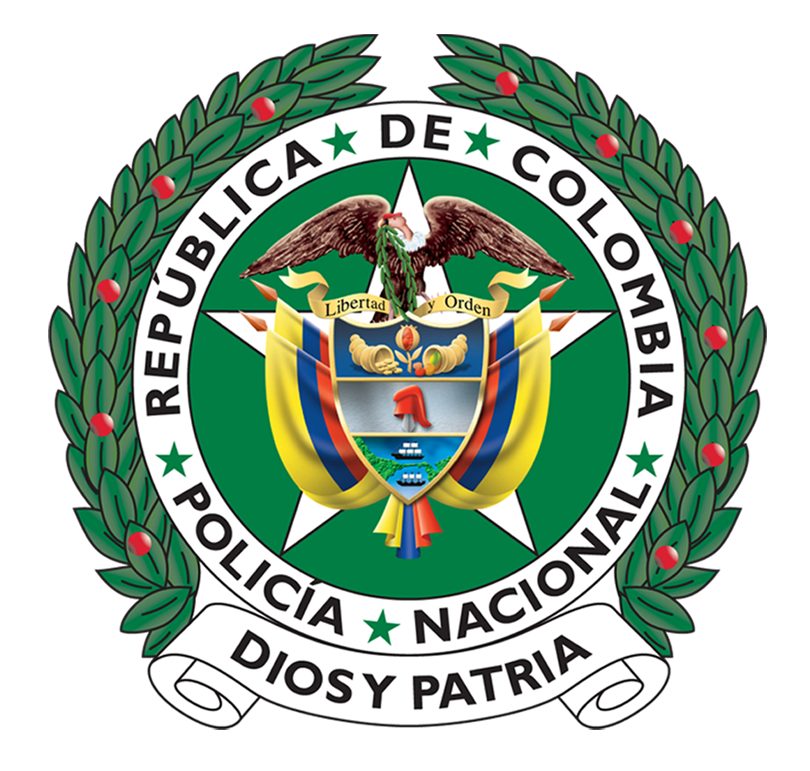 REPÚBLICA ★ DE ★ COLOMBIA
Libertad y Orden
★ POLICÍA ★ NACIONAL ★
DIOS Y PATRIA